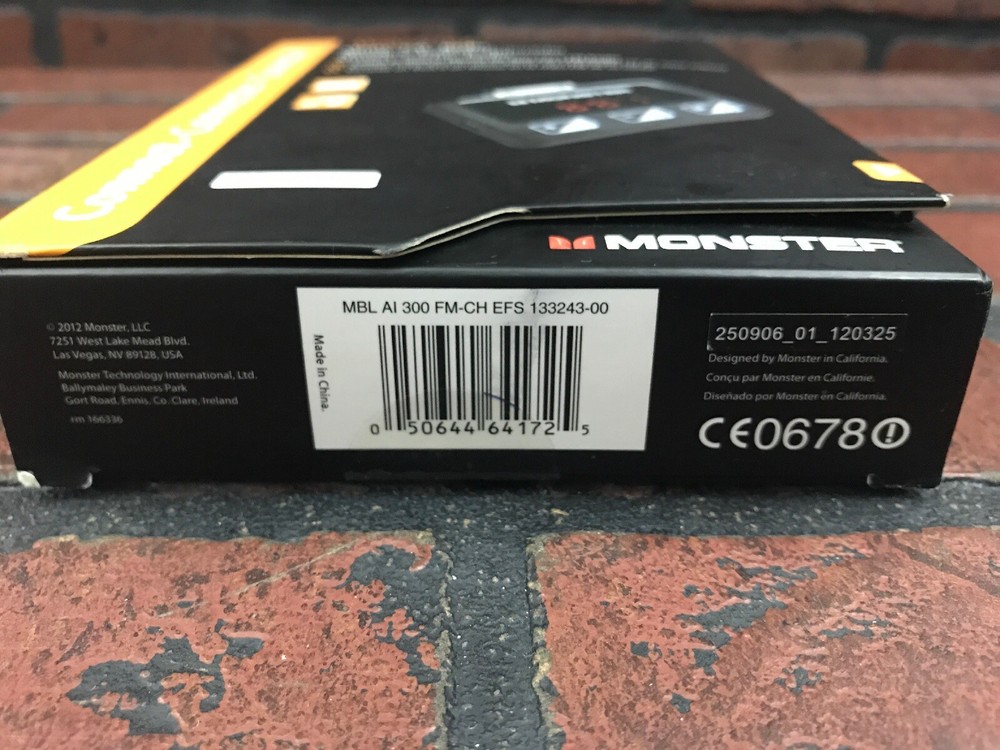 MONSTER
© 2012 Monster, LLC
7251 West Lake Mead Blvd.
Las Vegas, NV 89128, USA
Monster Technology International, Ltd.
Ballymaley Business Park
Gort Road, Ennis, Co. Clare, Ireland
rm 166336
MBL AI 300 FM-CH EFS 133243-00
Made in China.
0 50644 64172 5
250906_01_120325
Designed by Monster in California.
Conçu par Monster en Californie.
Diseñado por Monster en California.
CE0678